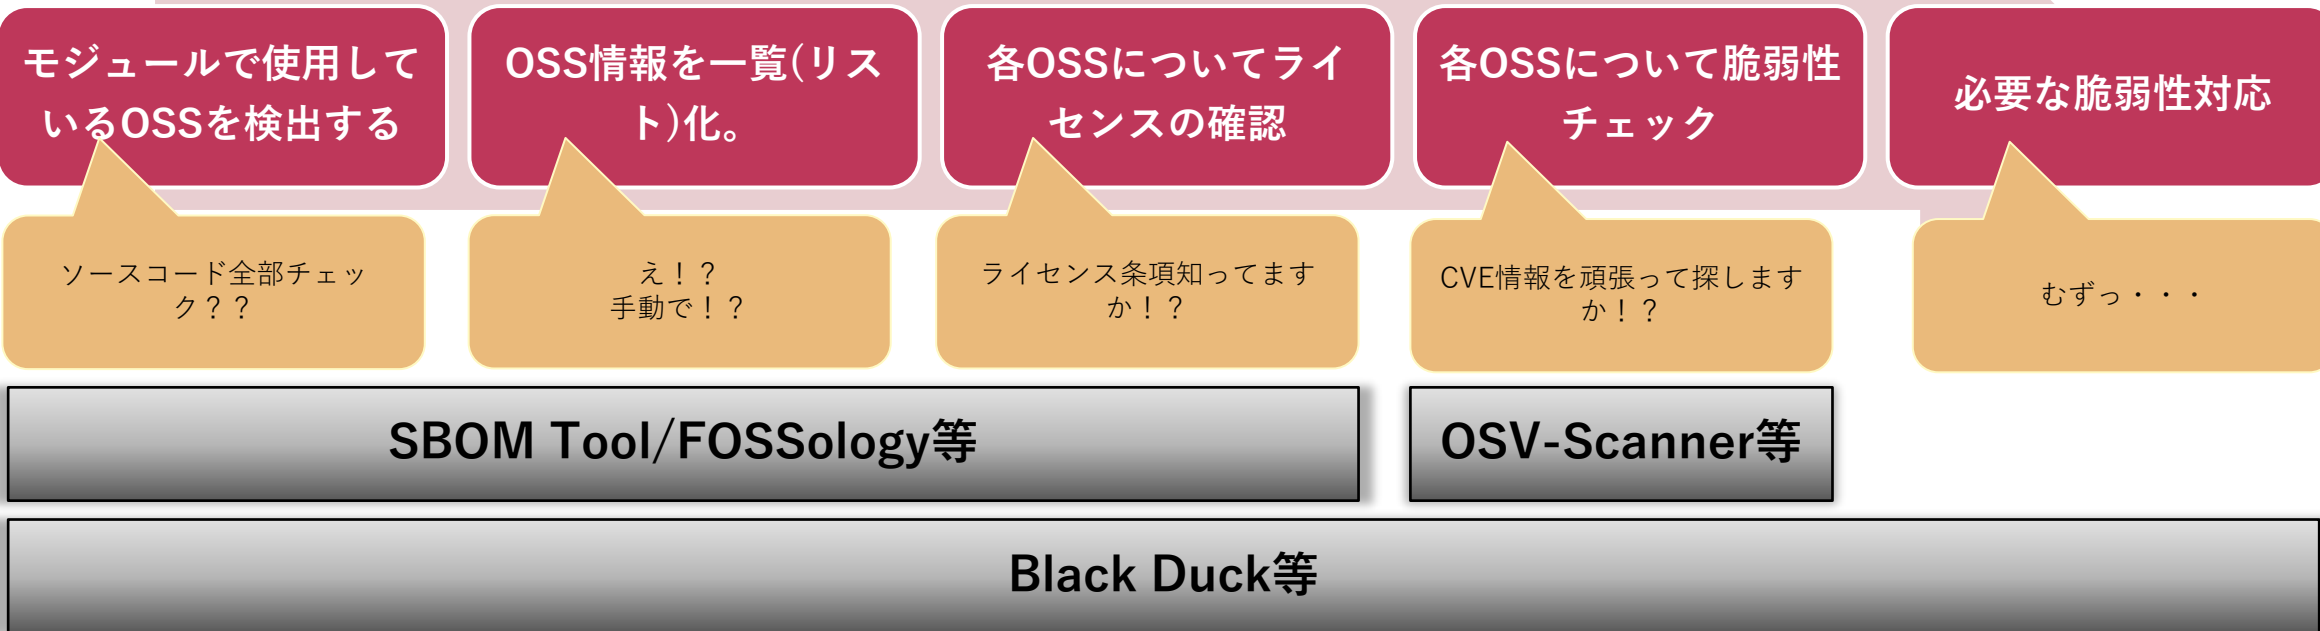 モジュールで使用して
いるOSSを検出する
OSS情報を一覧(リス
ト)化。
各OSSについてライ
センスの確認
各OSSについて脆弱性
チェック
必要な脆弱性対応
ソースコード全部チェッ
ク？？
え！？
手動で！？
ライセンス条項知ってます
か！？
CVE情報を頑張って探します
か！？
むずっ・・・
SBOM Tool/FOSSology等
OSV-Scanner等
Black Duck等